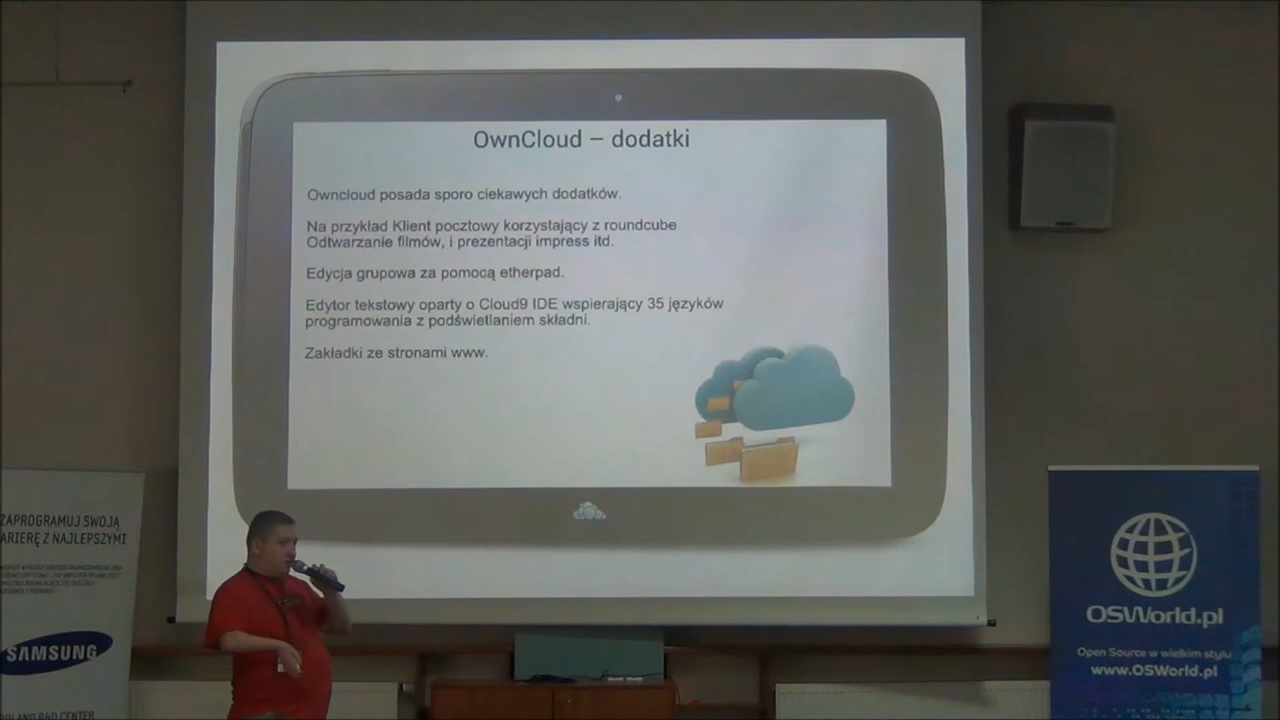 OwnCloud – dodatki
Owncloud posada sporo ciekawych dodatków.
Na przykład Klient pocztowy korzystający z roundcube
Odtwarzanie filmów, i prezentacji impress itd.
Edycja grupowa za pomocą etherpad.
Edytor tekstowy oparty o Cloud9 IDE wspierający 35 języków
programowania z podświetlaniem składni.
Zakładki ze stronami www.
ZAPROGRAMUJ SWOJĄ
ARIERĘ Z NAJLEPSZYMI
SAMSUNG
OLAND R&D CENTER
OSWorld.pl
Open Source w wielkim stylu
www.OSWorld.pl